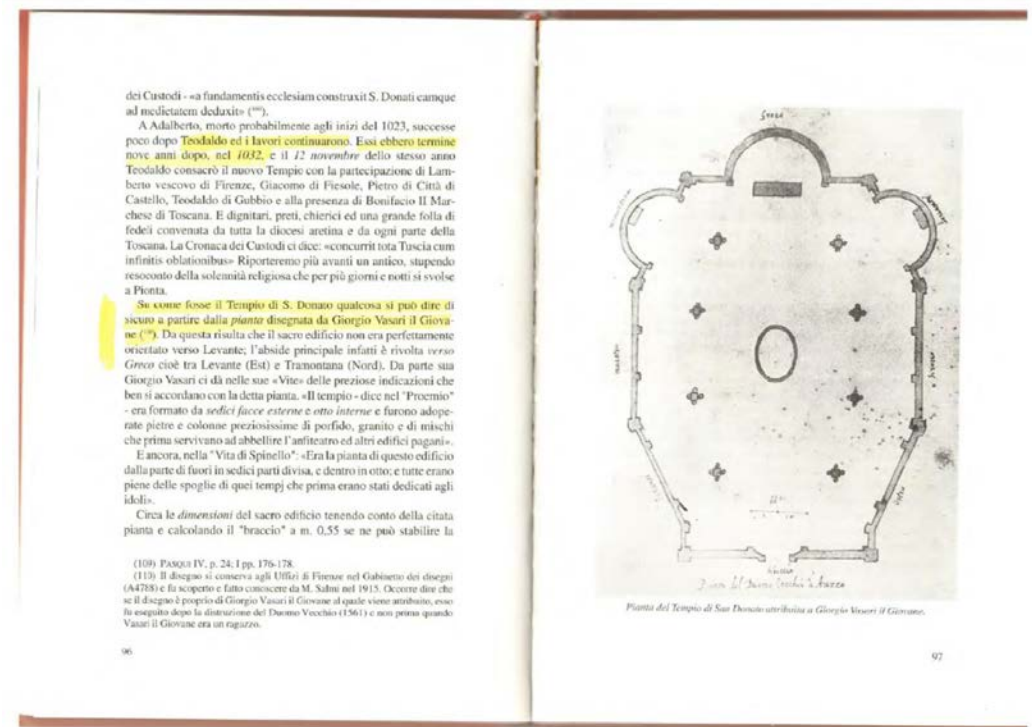 dei Custodi - «a fundamentis ecclesiam construxit S. Donati eamque
ad medietatem deduxit» (109).
A Adalberto, morto probabilmente agli inizi del 1023, successe
poco dopo Teodaldo ed i lavori continuarono. Essi ebbero termine
nove anni dopo, nel 1032, e il 12 novembre dello stesso anno
Teodaldo consacrò il nuovo Tempio con la partecipazione di Lam-
berto vescovo di Firenze, Giacomo di Fiesole, Pietro di Città di
Castello, Teodaldo di Gubbio e alla presenza di Bonifacio II Mar-
chese di Toscana. E dignitari, preti, chierici ed una grande folla di
fedeli convenuta da tutta la diocesi aretina e da ogni parte della
Toscana. La Cronaca dei Custodi ci dice: «concurrit tota Tuscia cum
infinitis oblationibus» Riporteremo più avanti un antico, stupendo
resoconto della solennità religiosa che per più giorni e notti si svolse
a Pionta.
Su come fosse il Tempio di S. Donato qualcosa si può dire di
sicuro a partire dalla pianta disegnata da Giorgio Vasari il Giova-
ne (110). Da questa risulta che il sacro edificio non era perfettamente
orientato verso Levante; l'abside principale infatti è rivolta verso
Greco cioè tra Levante (Est) e Tramontana (Nord). Da parte sua
Giorgio Vasari ci dà nelle sue «Vite» delle preziose indicazioni che
ben si accordano con la detta pianta. «Il tempio - dice nel "Proemio"
- era formato da sedici facce esterne e otto interne e furono adope-
rate pietre e colonne preziosissime di porfido, granito e di mischi
che prima servivano ad abbellire l'anfiteatro ed altri edifici pagani».
E ancora, nella "Vita di Spinello": «Era la pianta di questo edificio
dalla parte di fuori in sedici parti divisa, e dentro in otto; e tutte erano
piene delle spoglie di quei tempj che prima erano stati dedicati agli
idoli».
Circa le dimensioni del sacro edificio tenendo conto della citata
pianta e calcolando il "braccio" a m. 0,55 se ne può stabilire la
(109) PASQUI IV, p. 24; I pp. 176-178.
(110) Il disegno si conserva agli Uffizi di Firenze nel Gabinetto dei disegni
(A4788) e fu scoperto e fatto conoscere da M. Salmi nel 1915. Occorre dire che
se il disegno è proprio di Giorgio Vasari il Giovane al quale viene attribuito, esso
fu eseguito dopo la distruzione del Duomo Vecchio (1561) e non prima quando
Vasari il Giovane era un ragazzo.
96
Greco
Pianta del Duomo Vecchio d'Arezzo
Pianta del Tempio di San Donato attribuita a Giorgio Vasari il Giovane.
97